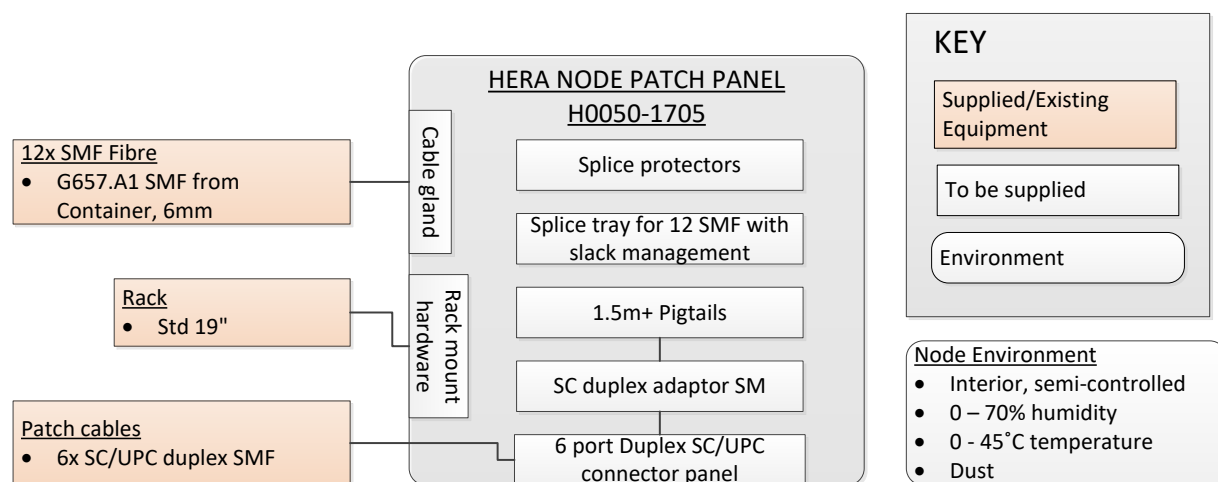 HERA NODE PATCH PANEL
H0050-1705
Cable gland
Rack mount
hardware
Splice protectors
Splice tray for 12 SMF with
slack management
1.5m+ Pigtails
SC duplex adaptor SM
6 port Duplex SC/UPC
connector panel
12x SMF Fibre
• G657.A1 SMF from
Container, 6mm
Rack
• Std 19"
Patch cables
• 6x SC/UPC duplex SMF
KEY
Supplied/Existing
Equipment
To be supplied
Environment
Node Environment
• Interior, semi-controlled
• 0 – 70% humidity
• 0 - 45˚C temperature
• Dust